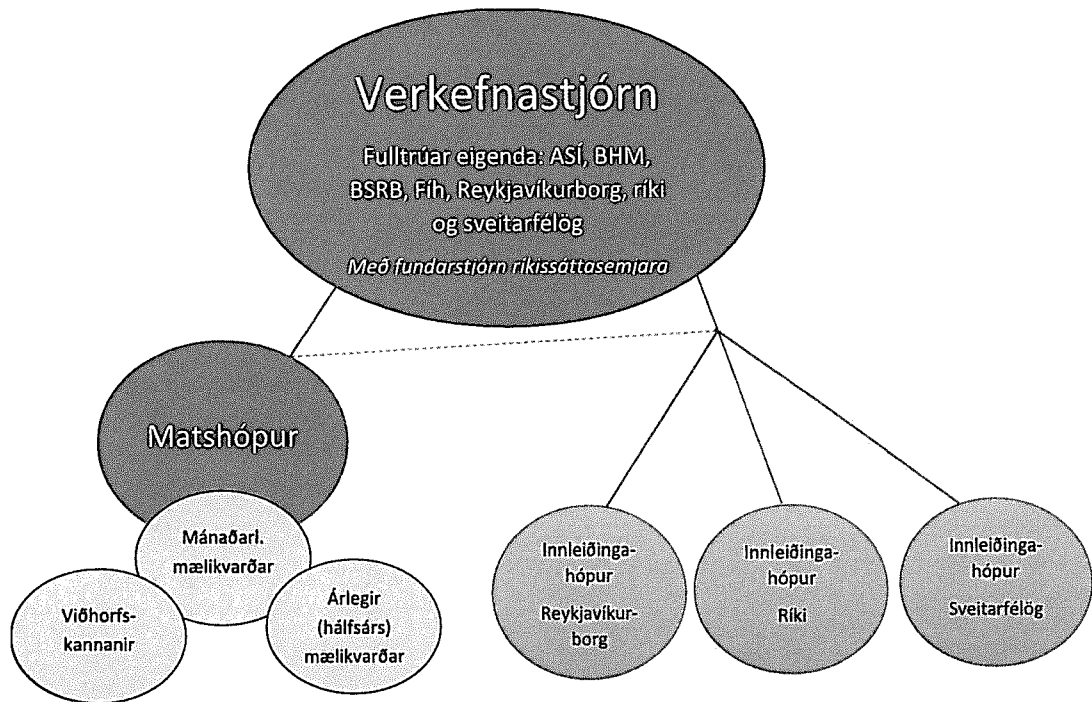 Verkefnastjórn
Fulltrúar eigenda: ASÍ, BHM,
BSRB, Fíh, Reykjavíkurborg, ríki
og sveitarfélög
Með fundarstjórn ríkissáttasemjara
Matshópur
Mánaðarl.
mælikvarðar
Viðhorfs-
kannanir
Árlegir
(hálfsárs)
mælikvarðar
Innleiðinga-
hópur
Reykjavíkur-
borg
Innleiðinga-
hópur
Ríki
Innleiðinga-
hópur
Sveitarfélög